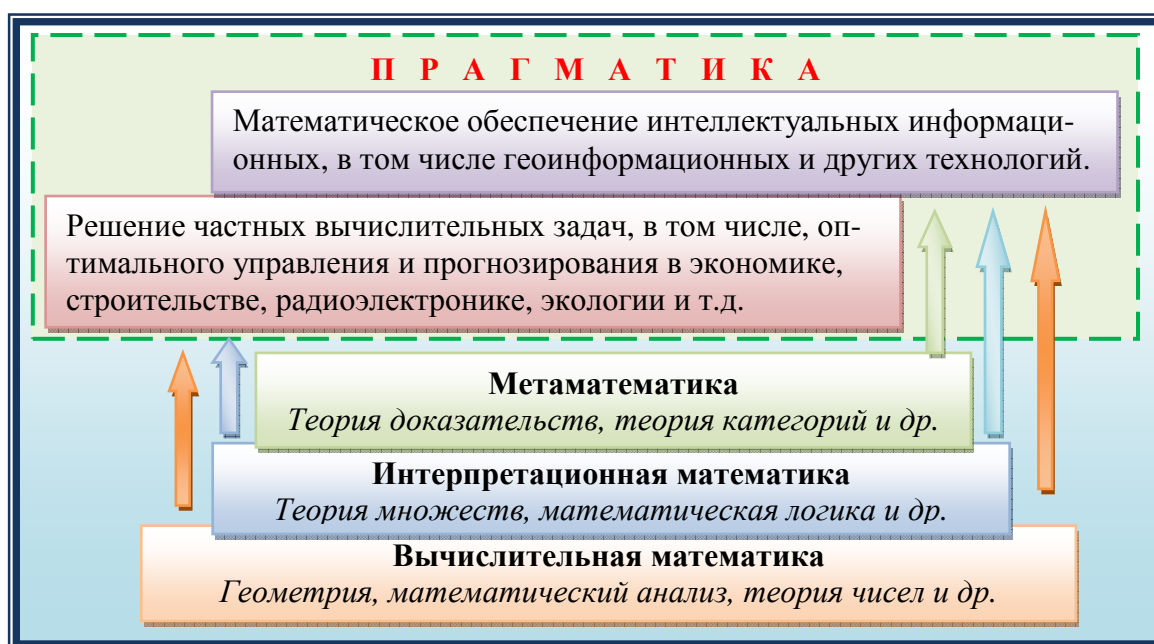 П Р А Г М А Т И К А
Математическое обеспечение интеллектуальных информаци-
онных, в том числе геоинформационных и других технологий.
Решение частных вычислительных задач, в том числе, оп-
тимального управления и прогнозирования в экономике,
строительстве, радиоэлектронике, экологии и т.д.
Метаматематика
Теория доказательств, теория категорий и др.
Интерпретационная математика
Теория множеств, математическая логика и др.
Вычислительная математика
Геометрия, математический анализ, теория чисел и др.